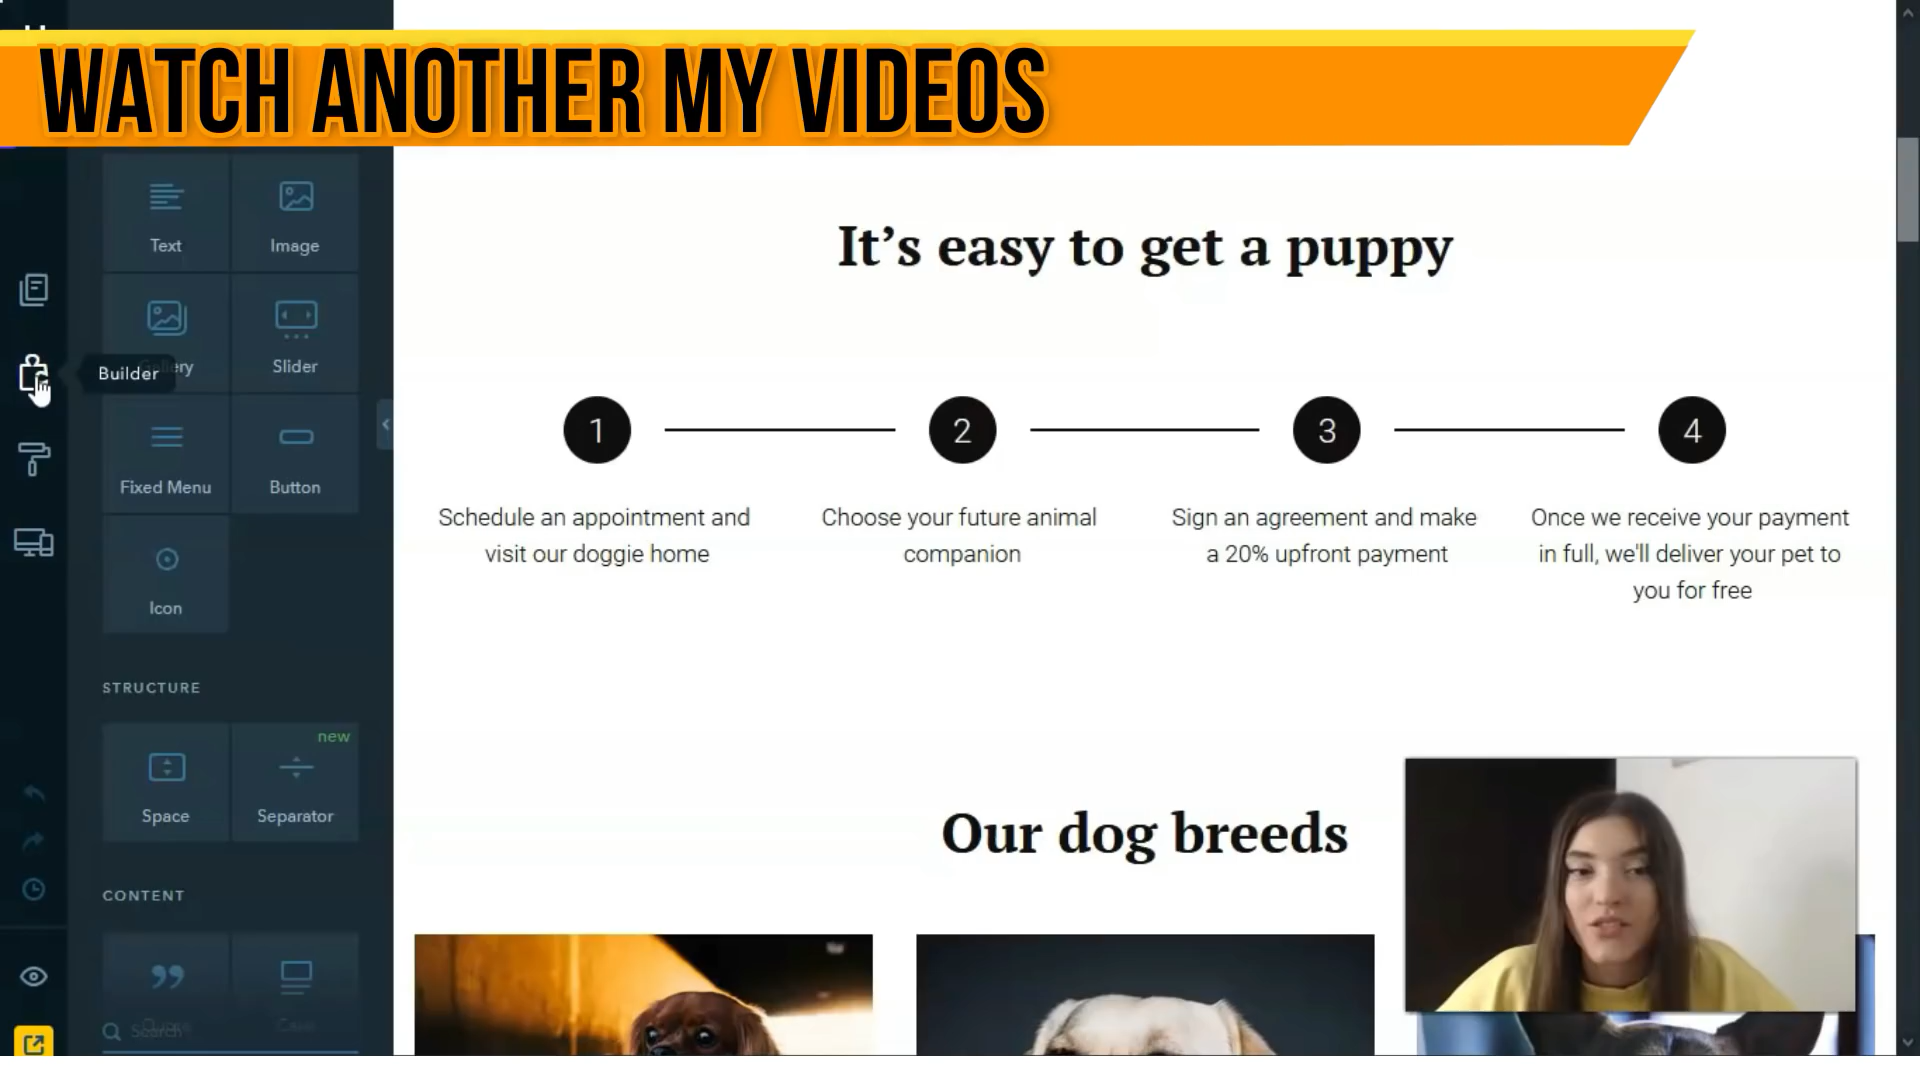 WATCH ANOTHER MY VIDEOS
Text
Image
Slider
Builder
Fixed Menu
Button
Icon
STRUCTURE
new
Space
Separator
CONTENT
Search
It’s easy to get a puppy
1
2
3
4
Schedule an appointment and
visit our doggie home
Choose your future animal
companion
Sign an agreement and make
a 20% upfront payment
Once we receive your payment
in full, we'll deliver your pet to
you for free
Our dog breeds